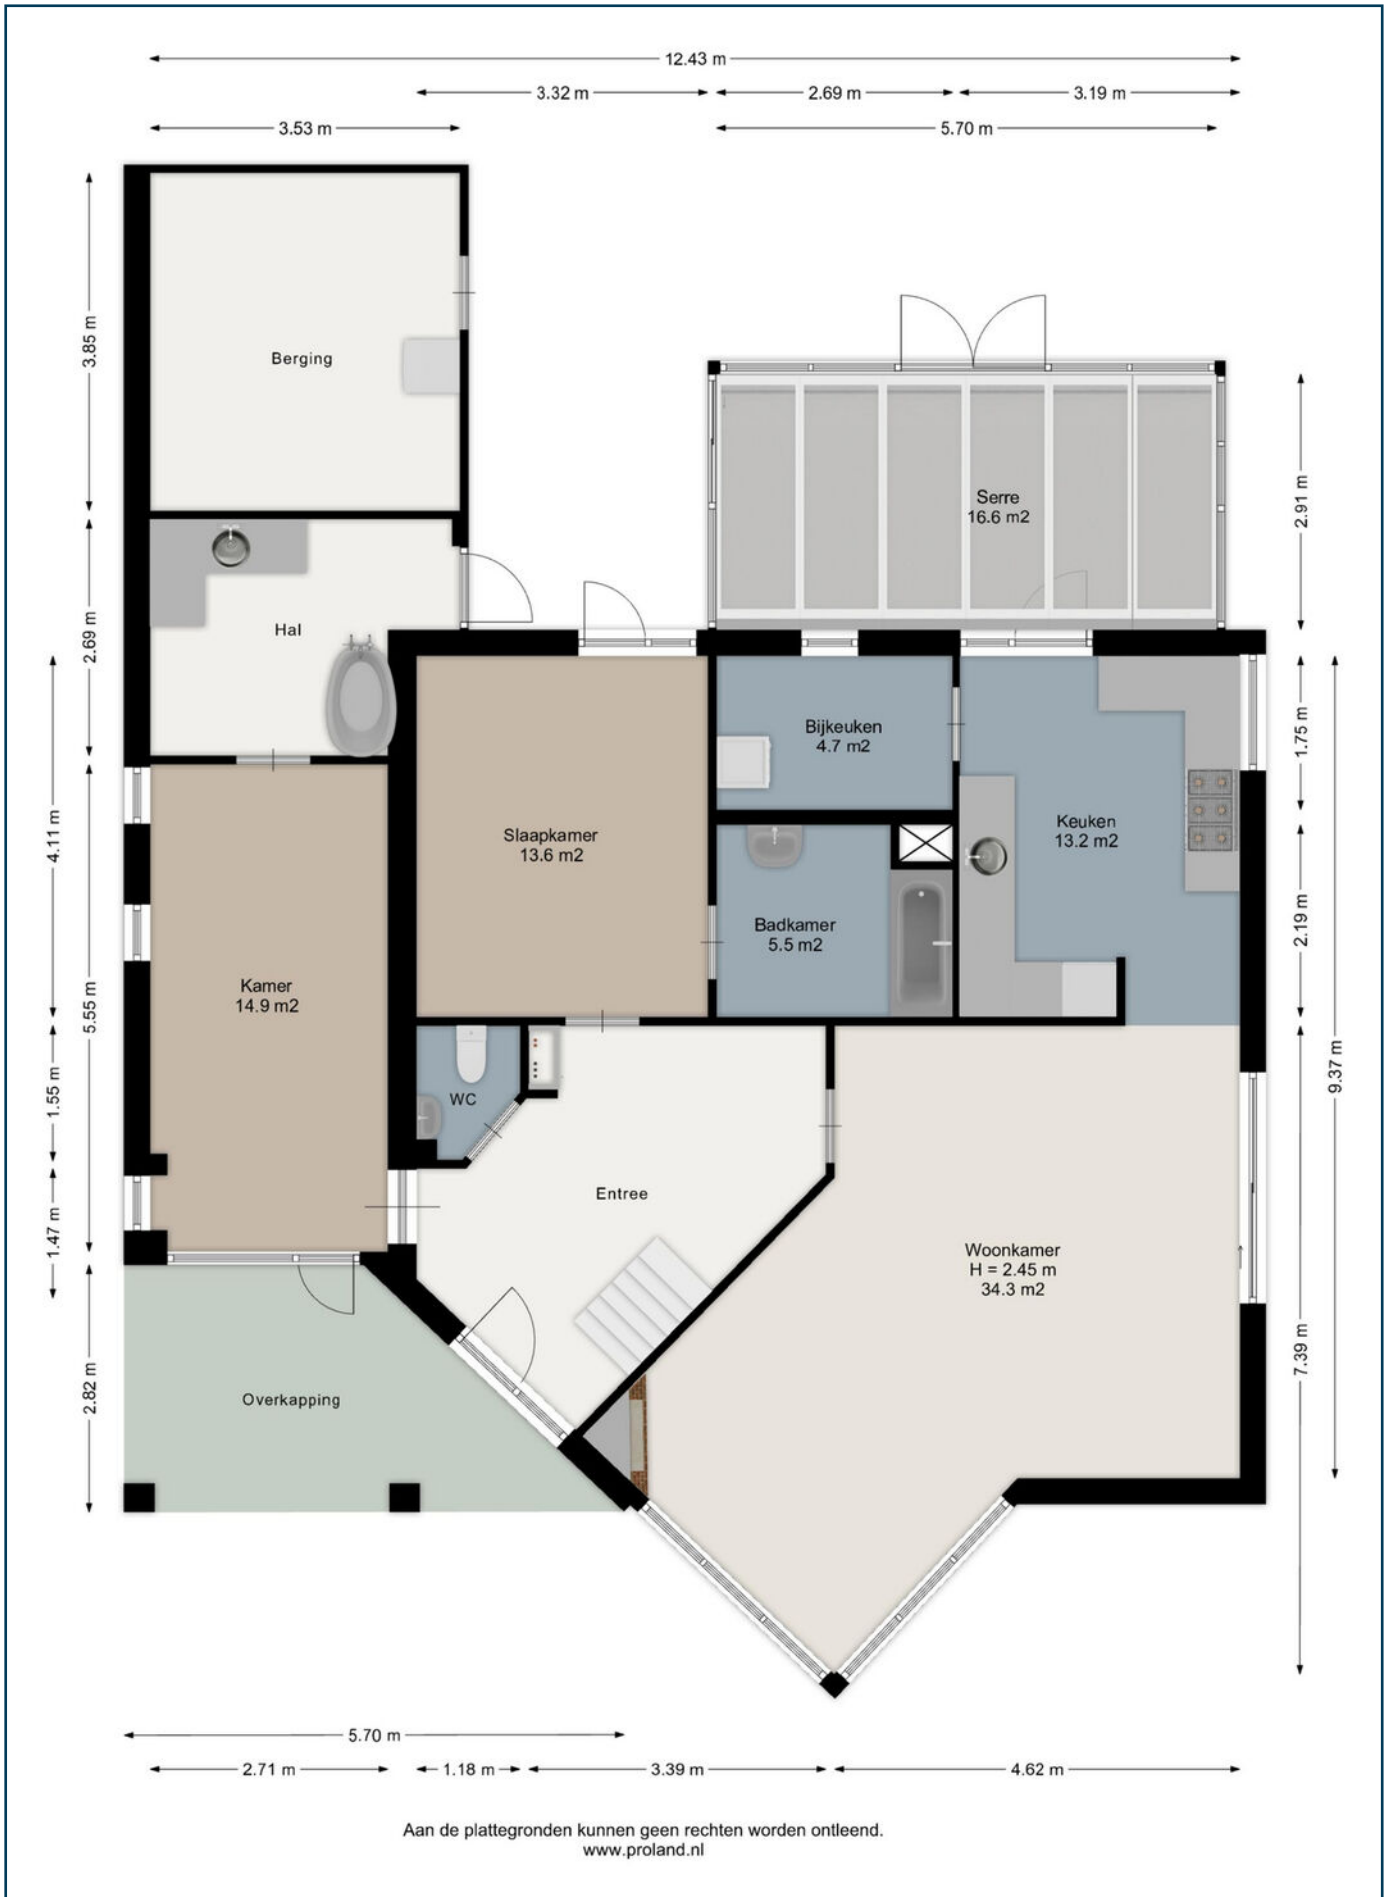 12.43 m
3.32 m
2.69 m
3.19 m
3.53 m
5.70 m
3.85 m
Berging
2.91 m
Serre
16.6 m2
2.69 m
Hal
4.11 m
1.75 m
Bijkeuken
4.7 m2
Slaapkamer
13.6 m2
Keuken
13.2 m2
2.19 m
Badkamer
5.5 m2
Kamer
14.9 m2
5.55 m
9.37 m
1.55 m
WC
Entree
1.47 m
Woonkamer
H = 2.45 m
34.3 m2
7.39 m
2.82 m
Overkapping
5.70 m
2.71 m
1.18 m
3.39 m
4.62 m
Aan de plattegronden kunnen geen rechten worden ontleend.
www.proland.nl